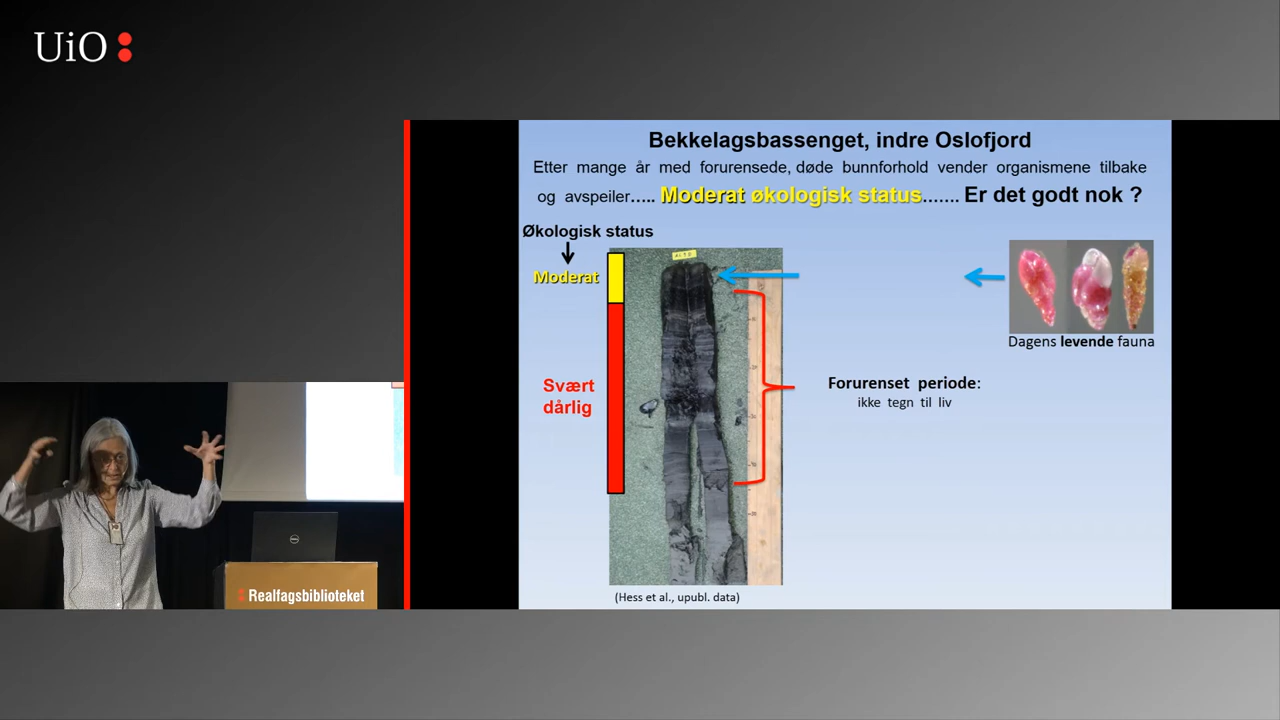 UiO
Bekkelagsbassenget, indre Oslofjord
Etter mange år med forurensede, døde bunnforhold vender organismene tilbake
og avspeiler..... Moderat økologisk status....... Er det godt nok ?
Økologisk status
Moderat
Svært
dårlig
Dagens levende fauna
Forurenset periode:
ikke tegn til liv
(Hess et al., upubl. data)
Realfagsbiblioteket